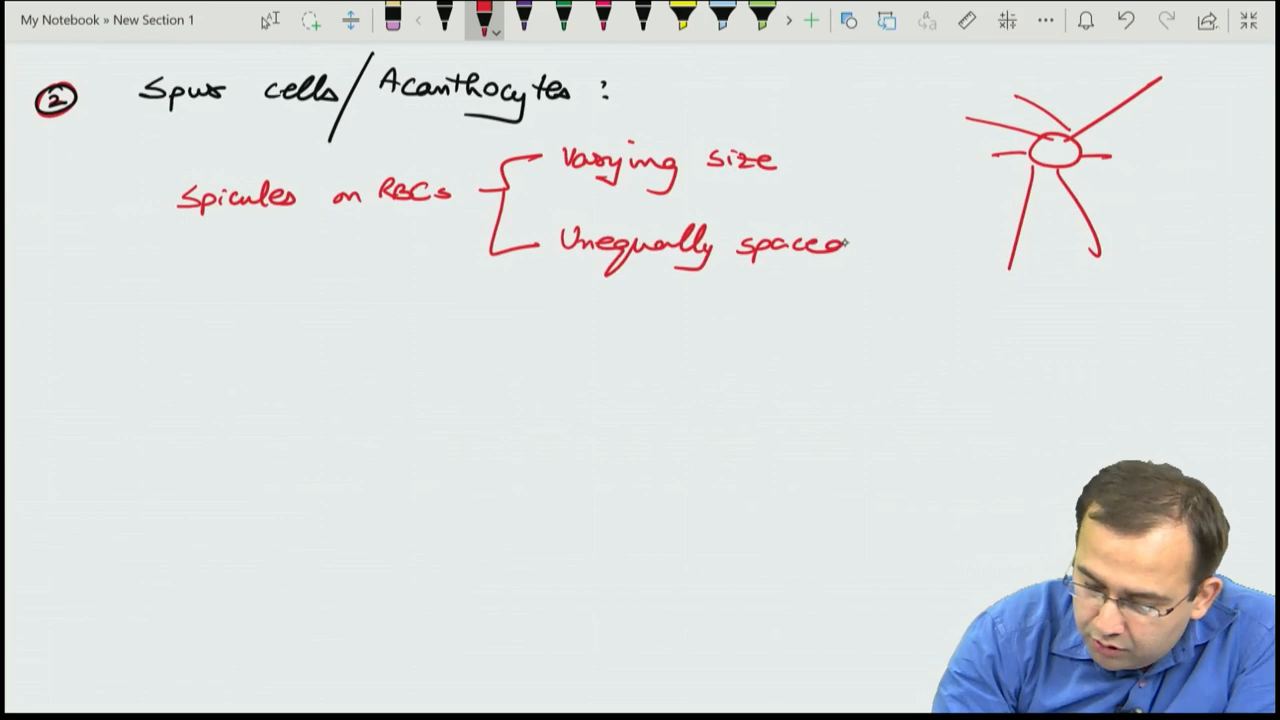 My Notebook » New Section 1
2 Spur cells/Acanthocytes :
Spicules on RBCs
Varying size
Unequally spaced